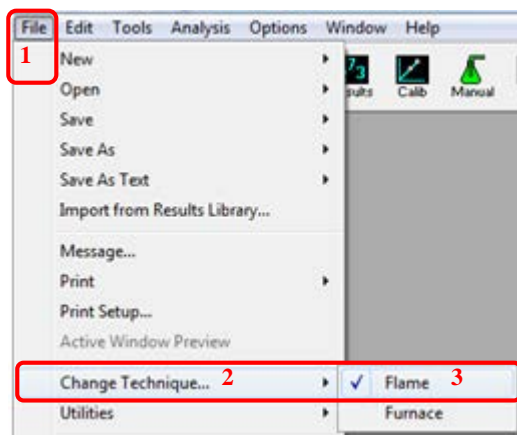 File Edit Tools Analysis Options Window Help
1
New
Open
Save
Save As
Save As Text
Import from Results Library...
Message...
Print
Print Setup...
Active Window Preview
Change Technique... 2 ✓ Flame 3
Utilities Furnace
sults Calib Manual